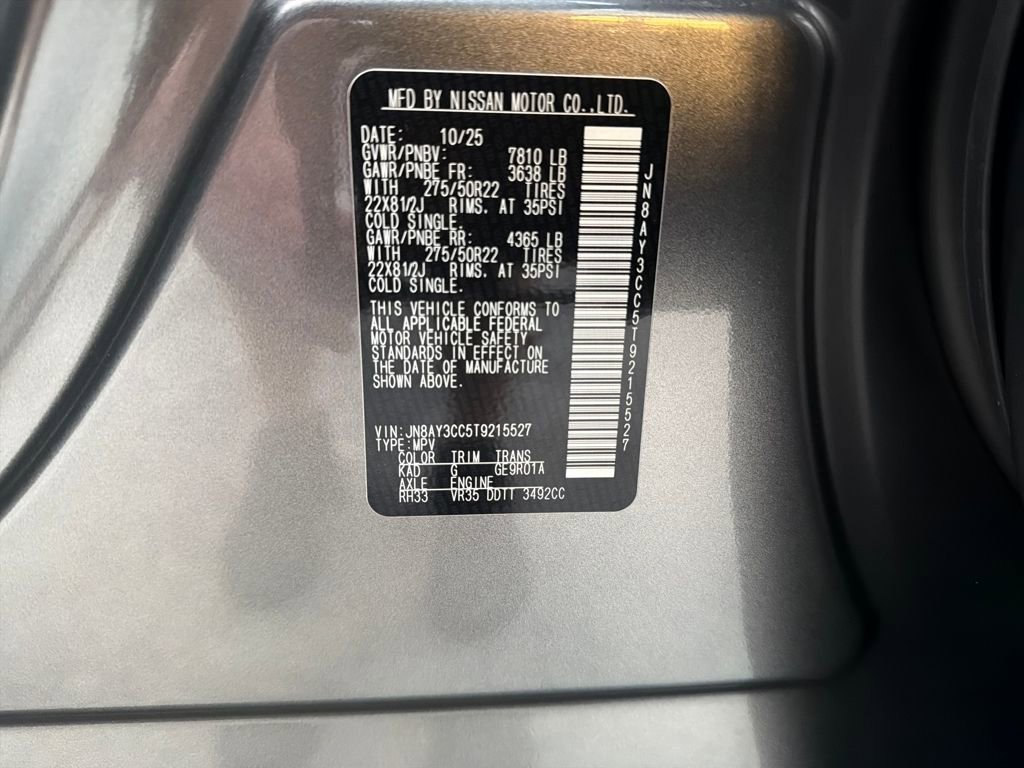 MFD BY NISSAN MOTOR CO.,LTD.
DATE: 10/25
GVWR/PNBV: 7810 LB
GAWR/PNBE FR: 3638 LB
WITH 275/50R22 TIRES
22X81/2J RIMS. AT 35PSI
COLD SINGLE.
GAWR/PNBE RR: 4365 LB
WITH 275/50R22 TIRES
22X81/2J RIMS. AT 35PSI
COLD SINGLE.
THIS VEHICLE CONFORMS TO
ALL APPLICABLE FEDERAL
MOTOR VEHICLE SAFETY
STANDARDS IN EFFECT ON
THE DATE OF MANUFACTURE
SHOWN ABOVE.
VIN:JN8AY3CC5T9215527
TYPE:MPV
COLOR TRIM TRANS
KAD G GE9R01A
AXLE ENGINE
RH33 VR35 DDTT 3492CC
JN8AY3CC5T9215527